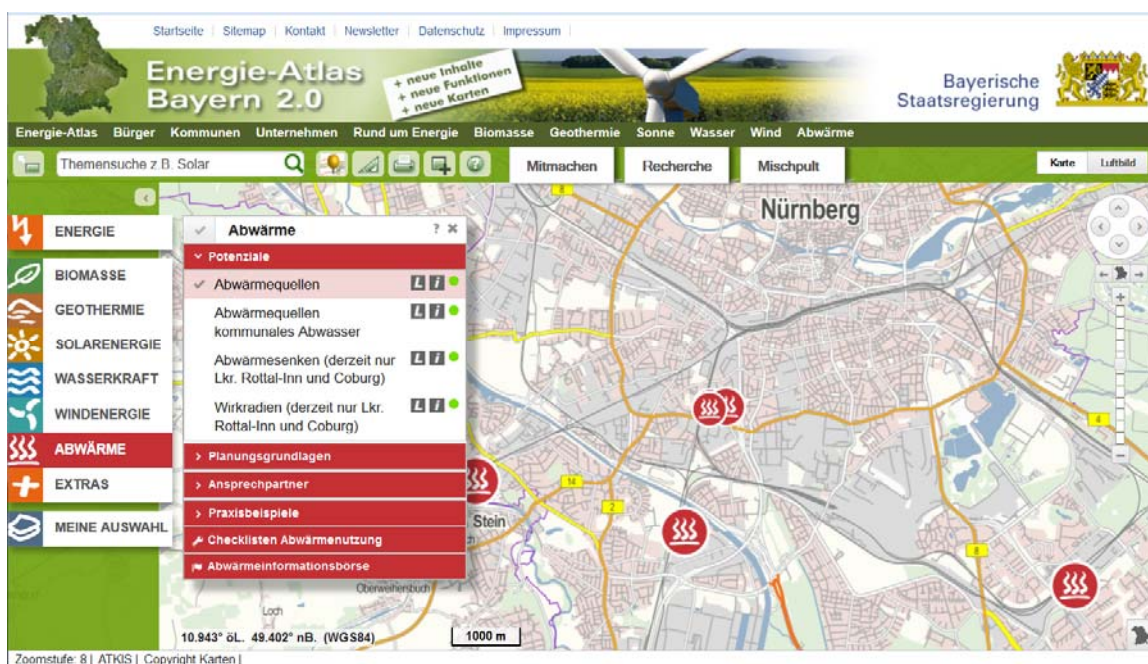 Startseite | Sitemap | Kontakt | Newsletter | Datenschutz | Impressum
Energie-Atlas
Bayern 2.0
+ neue Inhalte
+ neue Funktionen
+ neue Karten
Bayerische
Staatsregierung
Energie-Atlas Bürger Kommunen Unternehmen Rund um Energie Biomasse Geothermie Sonne Wasser Wind Abwärme
Themensuche z.B. Solar
Mitmachen Recherche Mischpult
Karte Luftbild
ENERGIE
BIOMASSE
GEOTHERMIE
SOLARENERGIE
WASSERKRAFT
WINDENERGIE
ABWÄRME
EXTRAS
MEINE AUSWAHL
Abwärme ?
Potenziale
Abwärmequellen L i
Abwärmequellen L i
kommunales Abwasser
Abwärmesenken (derzeit nur L i
Lkr. Rottal-Inn und Coburg)
Wirkradien (derzeit nur Lkr. L i
Rottal-Inn und Coburg)
Planungsgrundlagen
Ansprechpartner
Praxisbeispiele
Checklisten Abwärmenutzung
Abwärmeinformationsbörse
8
Nürnberg
4
14
2
Stein
8
Oberweihersbuch
Loch
10.943° öL. 49.402° nB. (WGS84)
1000 m
Zoomstufe: 8 | ATKIS | Copyright Karten |